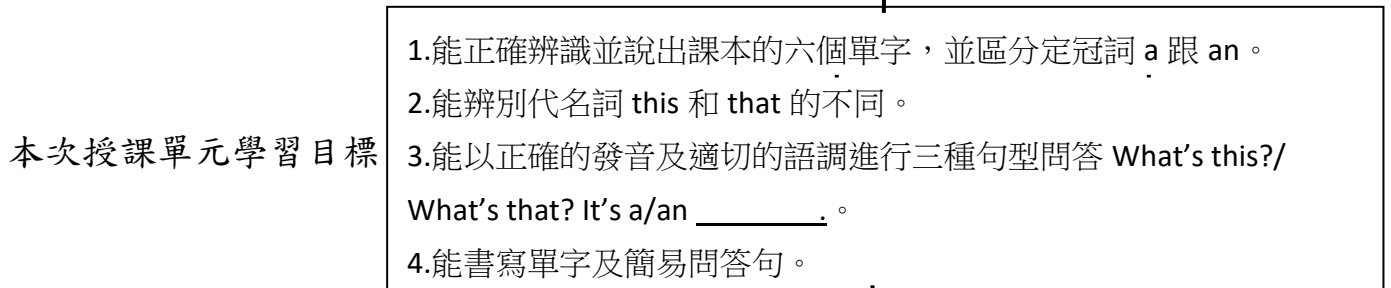 1.能正確辨識並說出課本的六個單字，並區分定冠詞 a 跟 an。
2.能辨別代名詞 this 和 that 的不同。
本次授課單元學習目標
3.能以正確的發音及適切的語調進行三種句型問答 What's this?/
What's that? It's a/an ________.。
4.能書寫單字及簡易問答句。